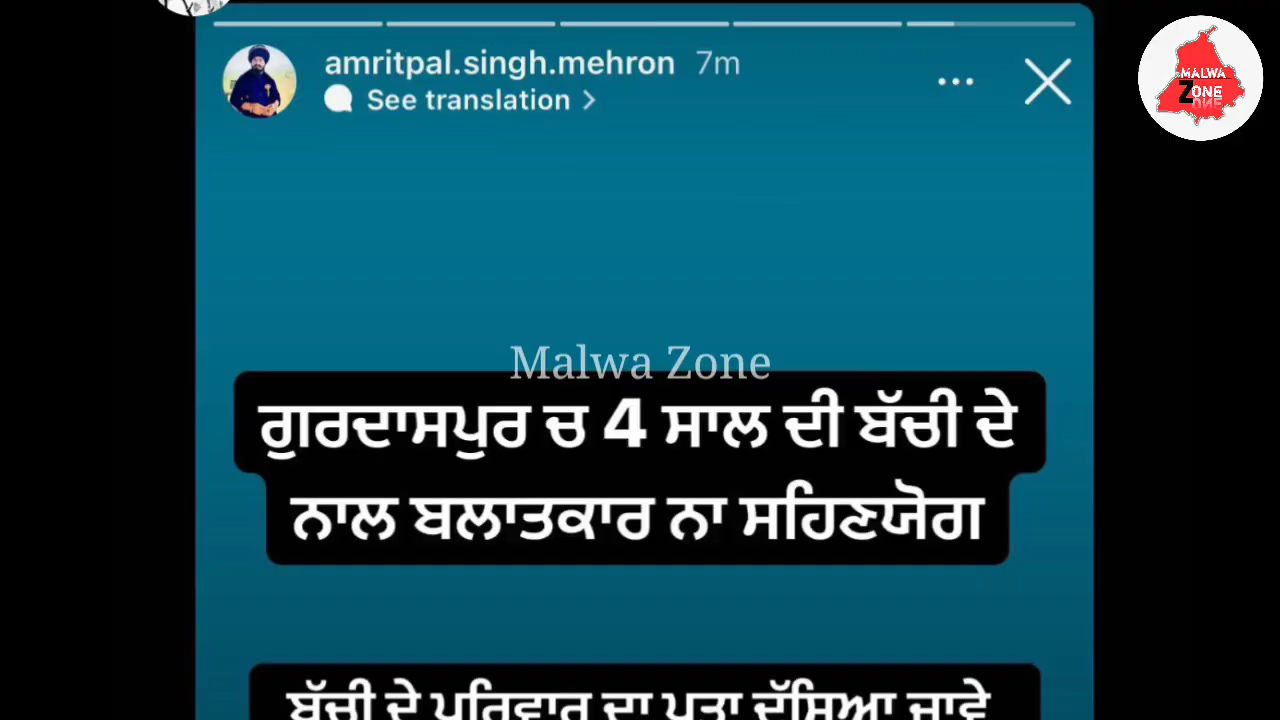 amritpal.singh.mehron 7m
See translation >
MALWA
ZONE
Malwa Zone
ਗੁਰਦਾਸਪੁਰ ਚ 4 ਸਾਲ ਦੀ ਬੱਚੀ ਦੇ
ਨਾਲ ਬਲਾਤਕਾਰ ਨਾ ਸਹਿਣਯੋਗ
ਬੱਚੀ ਦੇ ਪਰਿਵਾਰ ਦਾ ਪਤਾ ਦੱਸਿਆ ਜਾਵੇ